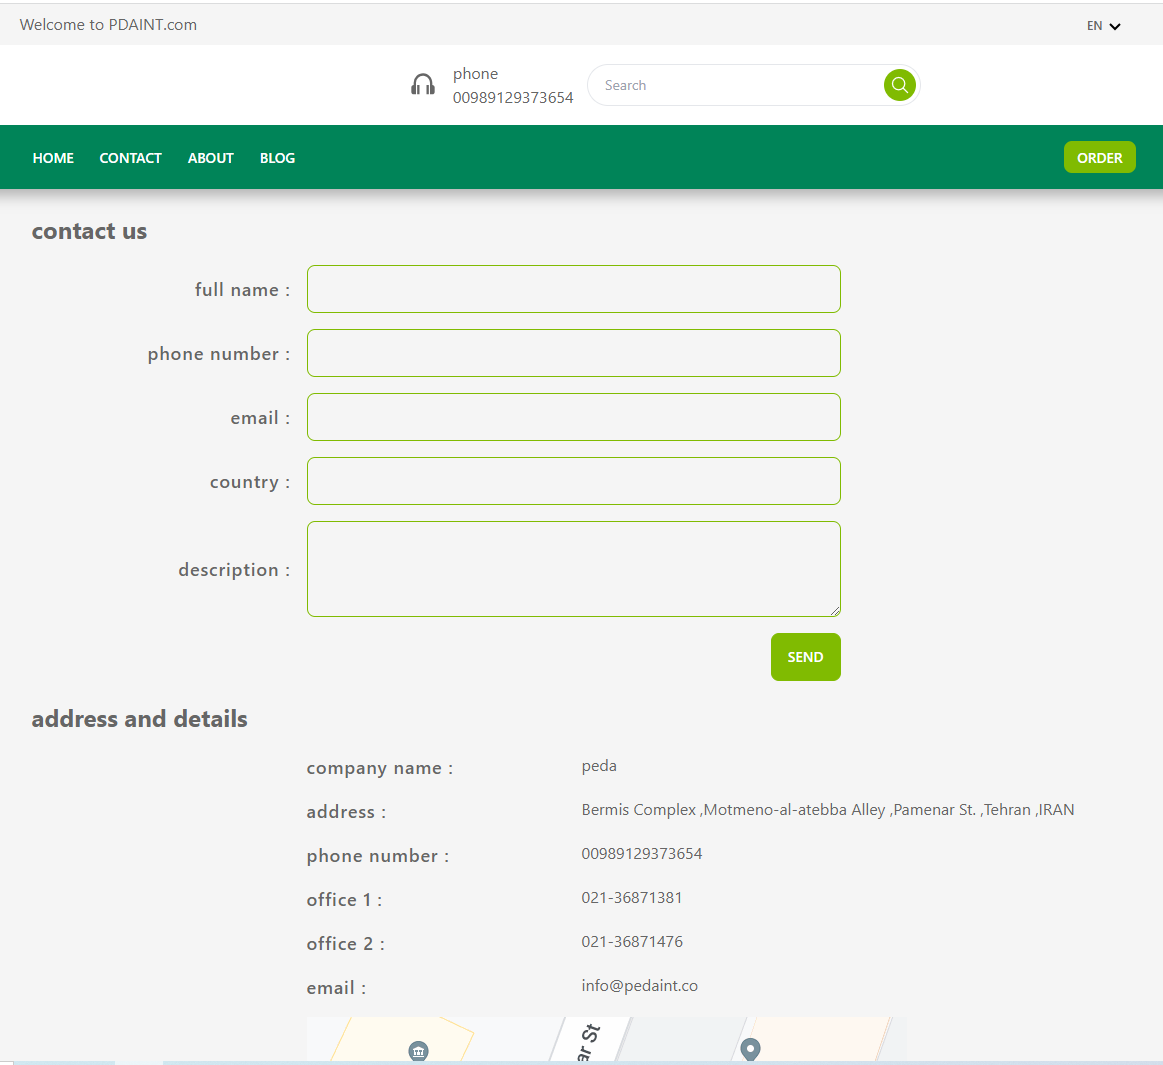 Welcome to PDAINT.com
EN
phone
00989129373654
Search
HOME CONTACT ABOUT BLOG ORDER
contact us
full name :
phone number :
email :
country :
description :
SEND
address and details
company name : peda
address : Bermis Complex ,Motmeno-al-atebba Alley ,Pamenar St. ,Tehran ,IRAN
phone number : 00989129373654
office 1 : 021-36871381
office 2 : 021-36871476
email : info@pedaint.co
ar St